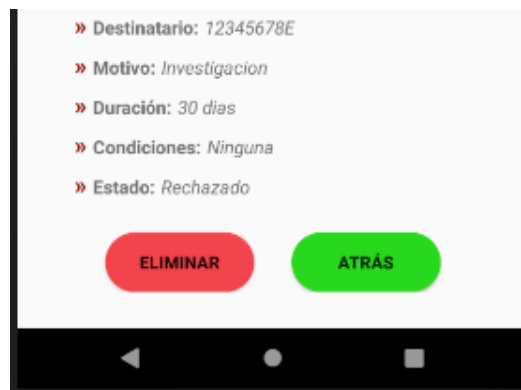 » Destinatario: 12345678E
» Motivo: Investigacion
» Duración: 30 dias
» Condiciones: Ninguna
» Estado: Rechazado
ELIMINAR ATRÁS